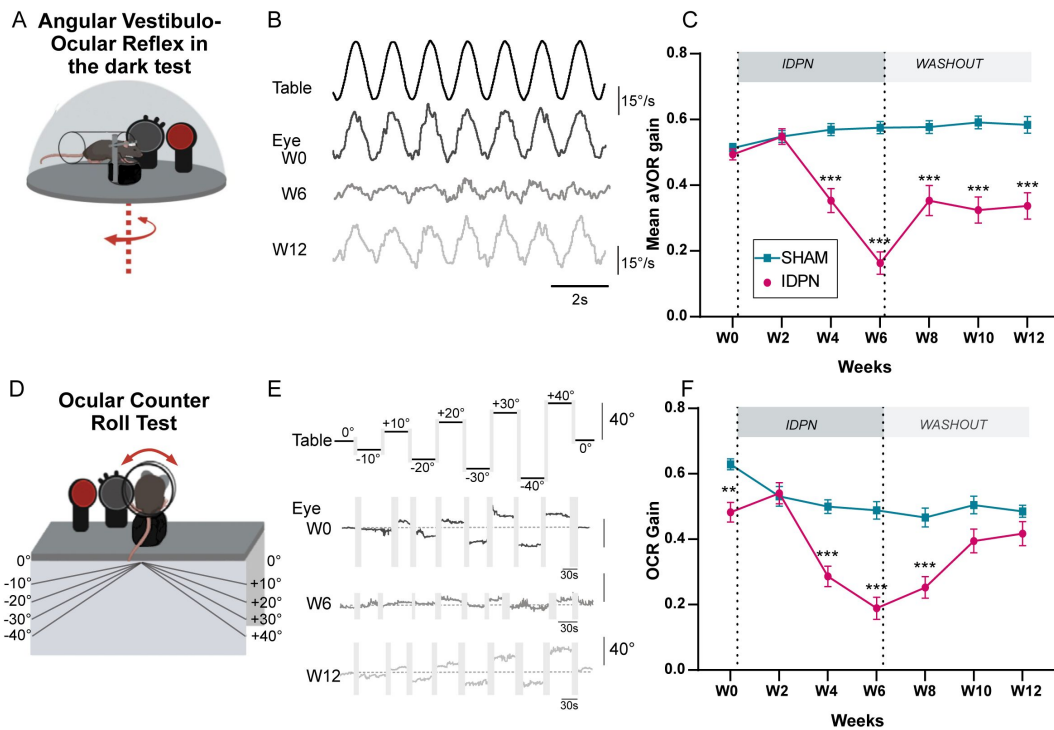 A
Angular Vestibulo-
Ocular Reflex in
the dark test
B
Table
15°/s
Eye
W0
W6
W12
15°/s
2s
C
Mean aVOR gain
0.8
0.6
0.4
0.2
0.0
IDPN
WASHOUT
***
***
***
***
***
SHAM
IDPN
W0 W2 W4 W6 W8 W10 W12
Weeks
D
Ocular Counter
Roll Test
0° 0°
-10° +10°
-20° +20°
-30° +30°
-40° +40°
E
Table
0° -10° +10° -20° +20° -30° +30° -40° +40° 0°
40°
Eye
W0
30s
W6
30s
W12
40°
30s
F
OCR Gain
0.8
0.6
0.4
0.2
0.0
IDPN
WASHOUT
**
***
***
***
W0 W2 W4 W6 W8 W10 W12
Weeks